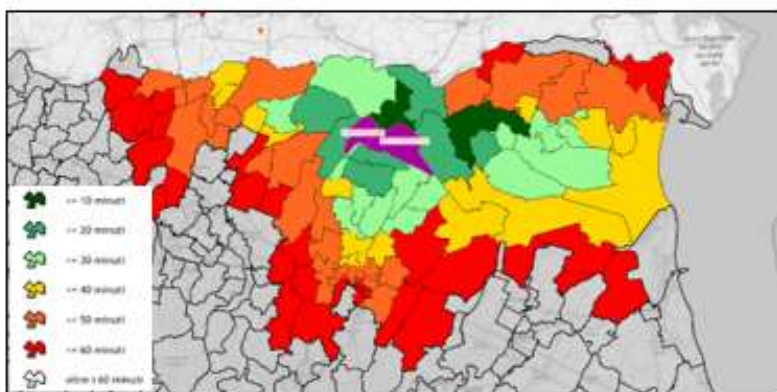 <= 10 minuti
<= 20 minuti
<= 30 minuti
<= 40 minuti
<= 50 minuti
<= 60 minuti
oltre i 60 minuti